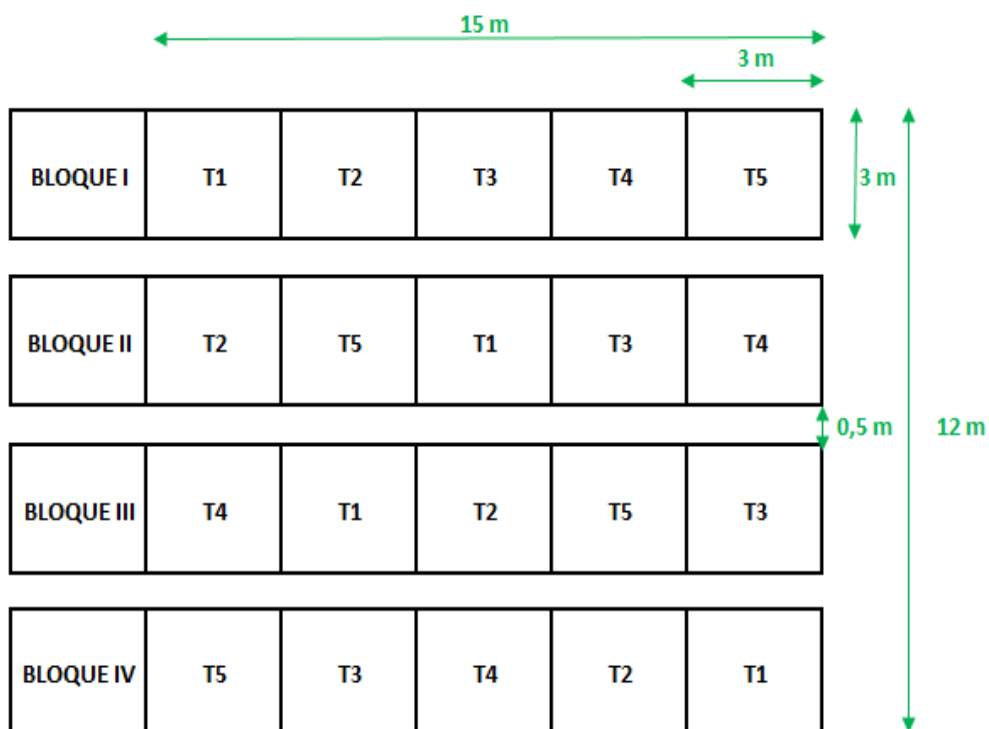 15 m
3 m
BLOQUE I T1 T2 T3 T4 T5 3 m
BLOQUE II T2 T5 T1 T3 T4
0,5 m 12 m
BLOQUE III T4 T1 T2 T5 T3
BLOQUE IV T5 T3 T4 T2 T1